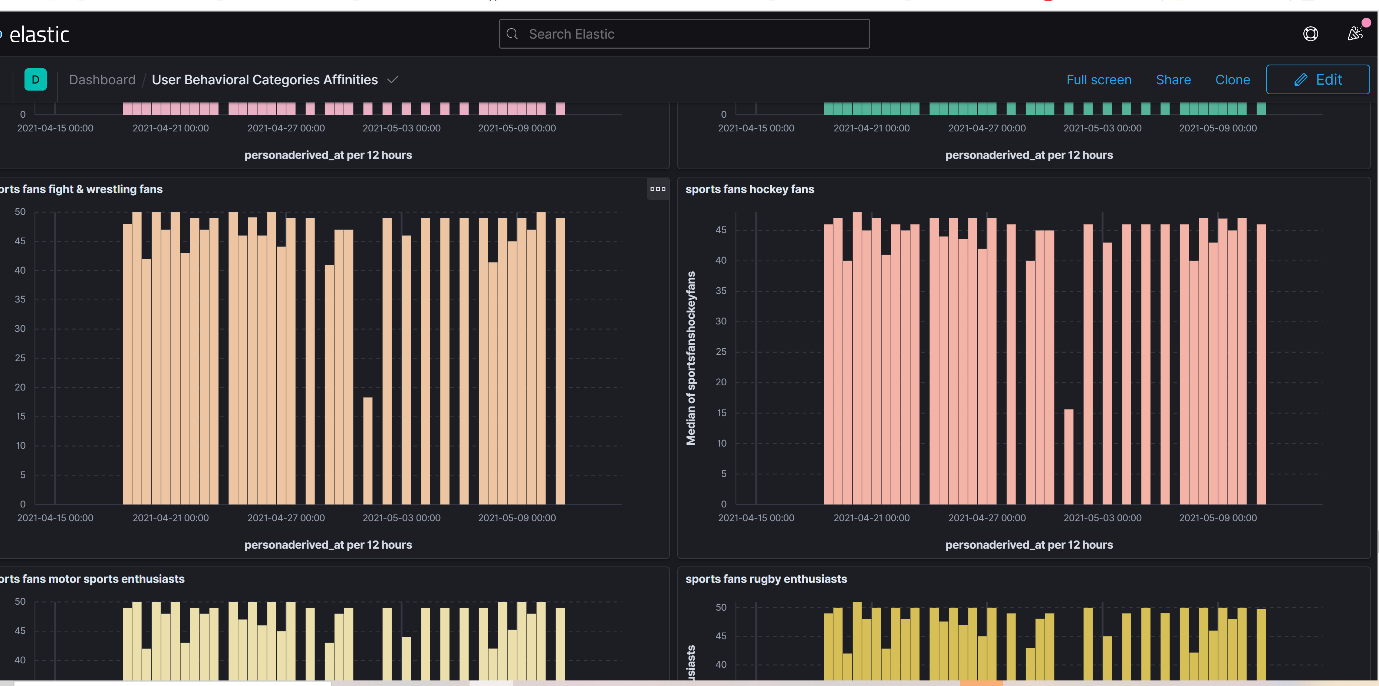 elastic
Search Elastic
D
Dashboard / User Behavioral Categories Affinities
Full screen
Share
Clone
Edit
0
2021-04-15 00:00 2021-04-21 00:00 2021-04-27 00:00 2021-05-03 00:00 2021-05-09 00:00
personaderived_at per 12 hours
0
2021-04-15 00:00 2021-04-21 00:00 2021-04-27 00:00 2021-05-03 00:00 2021-05-09 00:00
personaderived_at per 12 hours
orts fans fight & wrestling fans
50
45
40
35
30
25
20
15
10
5
0
2021-04-15 00:00 2021-04-21 00:00 2021-04-27 00:00 2021-05-03 00:00 2021-05-09 00:00
personaderived_at per 12 hours
sports fans hockey fans
Median of sportsfanshockeyfans
45
40
35
30
25
20
15
10
5
0
2021-04-15 00:00 2021-04-21 00:00 2021-04-27 00:00 2021-05-03 00:00 2021-05-09 00:00
personaderived_at per 12 hours
orts fans motor sports enthusiasts
50
45
40
sports fans rugby enthusiasts
usiasts
50
45
40